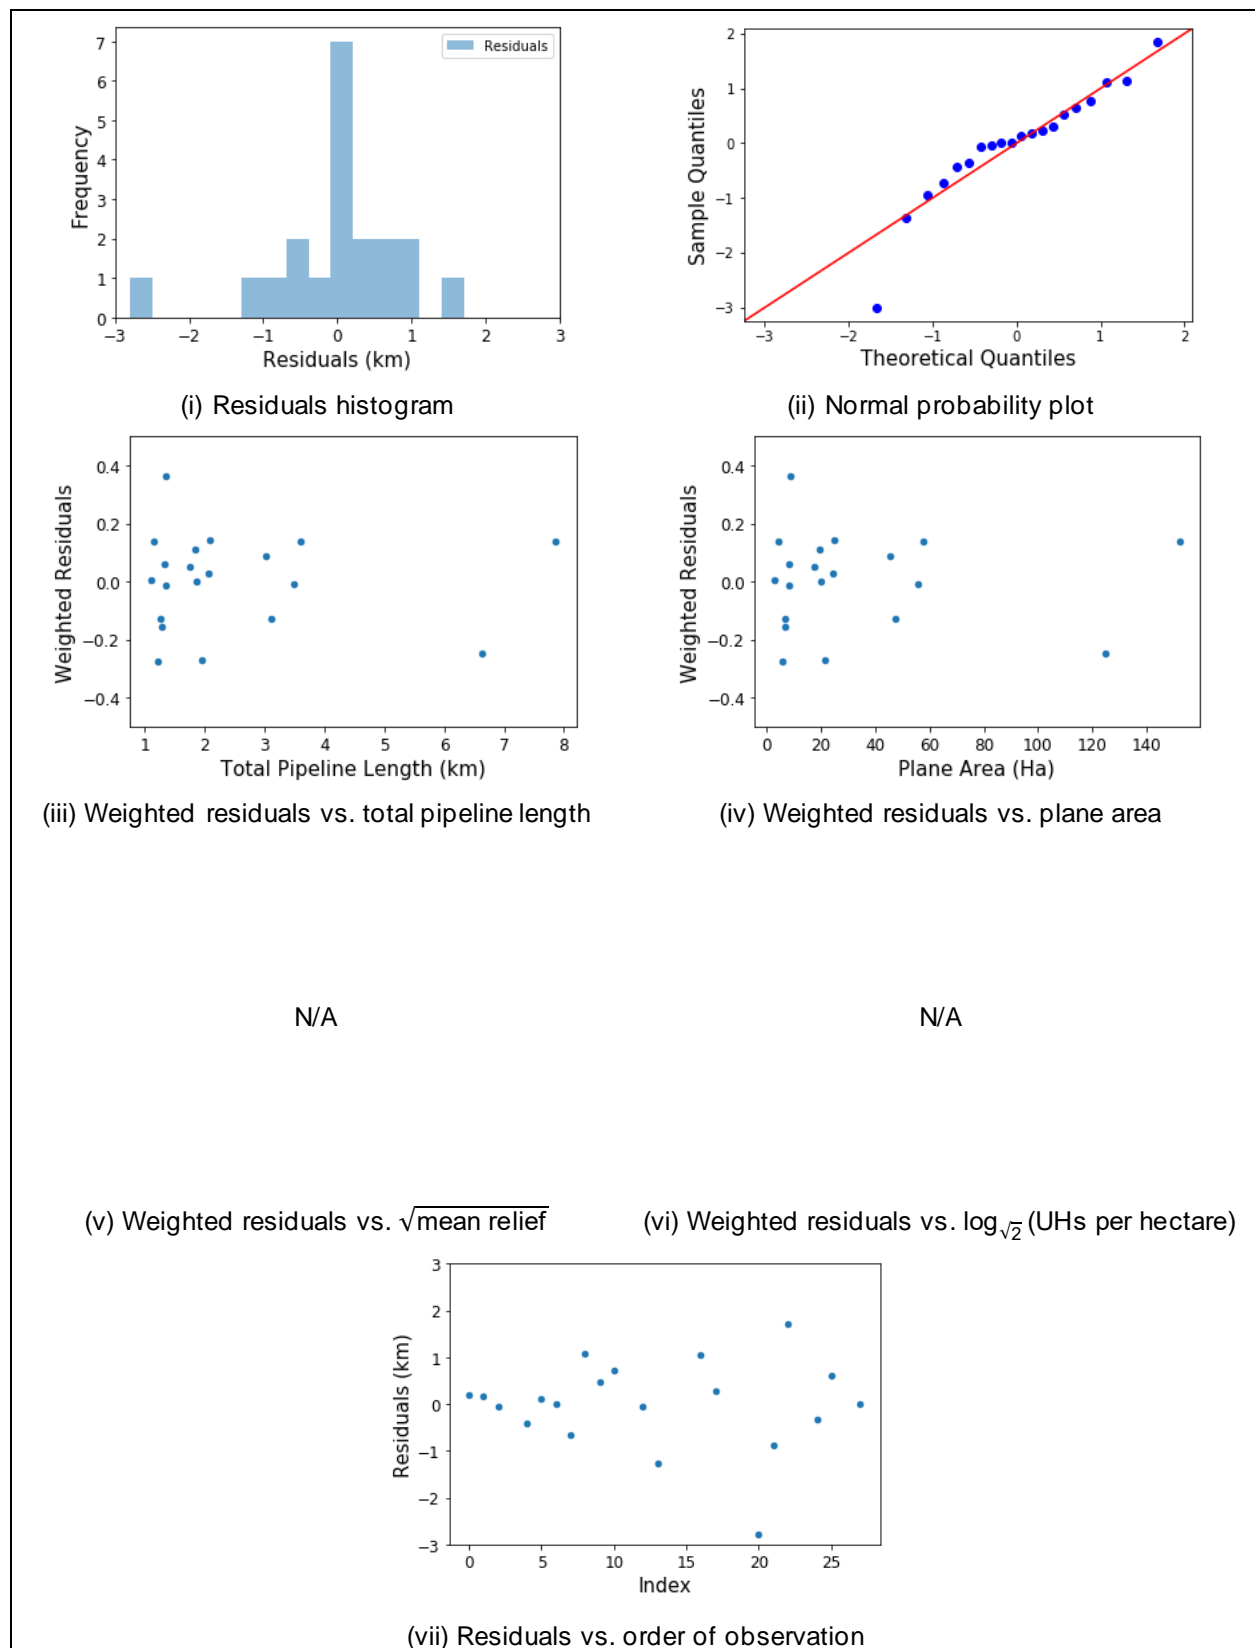 7
6
5
4
3
2
1
0
Frequency
Residuals
−3 −2 −1 0 1 2 3
Residuals (km)
(i) Residuals histogram
2
1
0
−1
−2
−3
Sample Quantiles
−3 −2 −1 0 1 2
Theoretical Quantiles
(ii) Normal probability plot
0.4
0.2
0.0
−0.2
−0.4
Weighted Residuals
1 2 3 4 5 6 7 8
Total Pipeline Length (km)
(iii) Weighted residuals vs. total pipeline length
0.4
0.2
0.0
−0.2
−0.4
Weighted Residuals
0 20 40 60 80 100 120 140
Plane Area (Ha)
(iv) Weighted residuals vs. plane area
N/A
N/A
(v) Weighted residuals vs. √mean relief
(vi) Weighted residuals vs. log√2 (UHs per hectare)
3
2
1
0
−1
−2
−3
Residuals (km)
0 5 10 15 20 25
Index
(vii) Residuals vs. order of observation